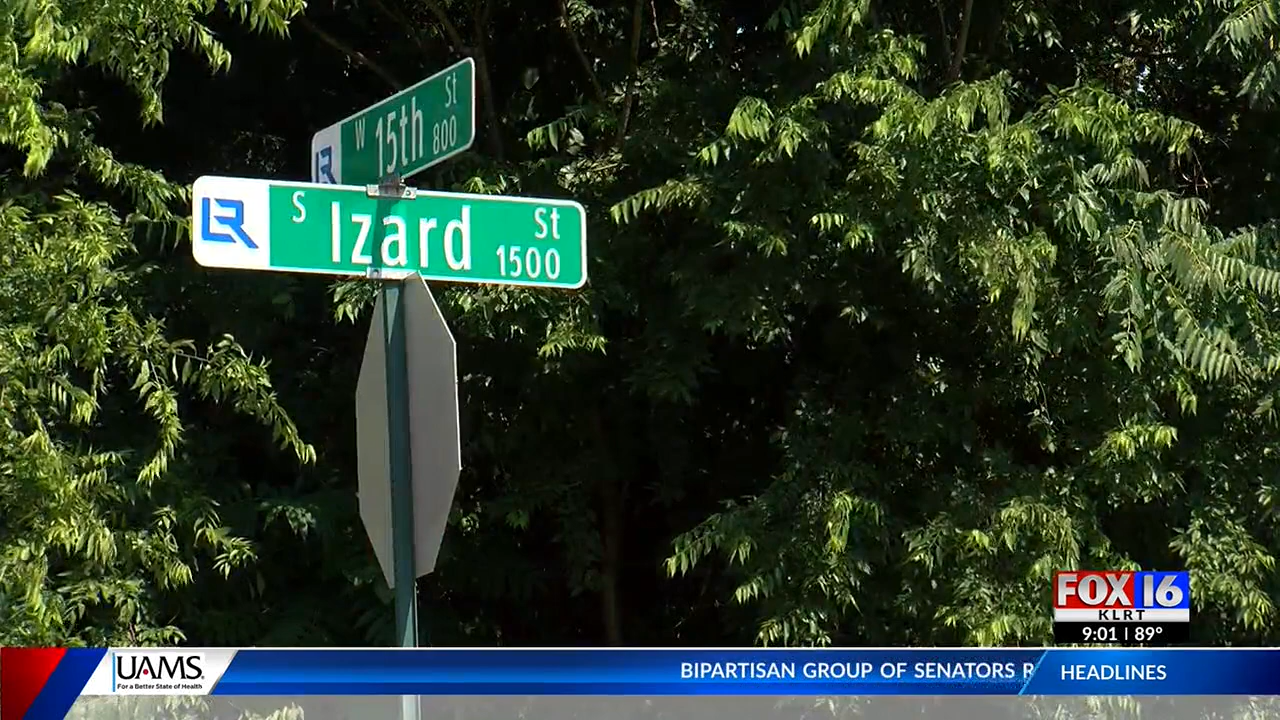 W 15th St
800
LR
LR
S Izard St
1500
FOX 16
KLRT
9:01 | 89°
UAMS
For a Better State of Health
BIPARTISAN GROUP OF SENATORS R
HEADLINES